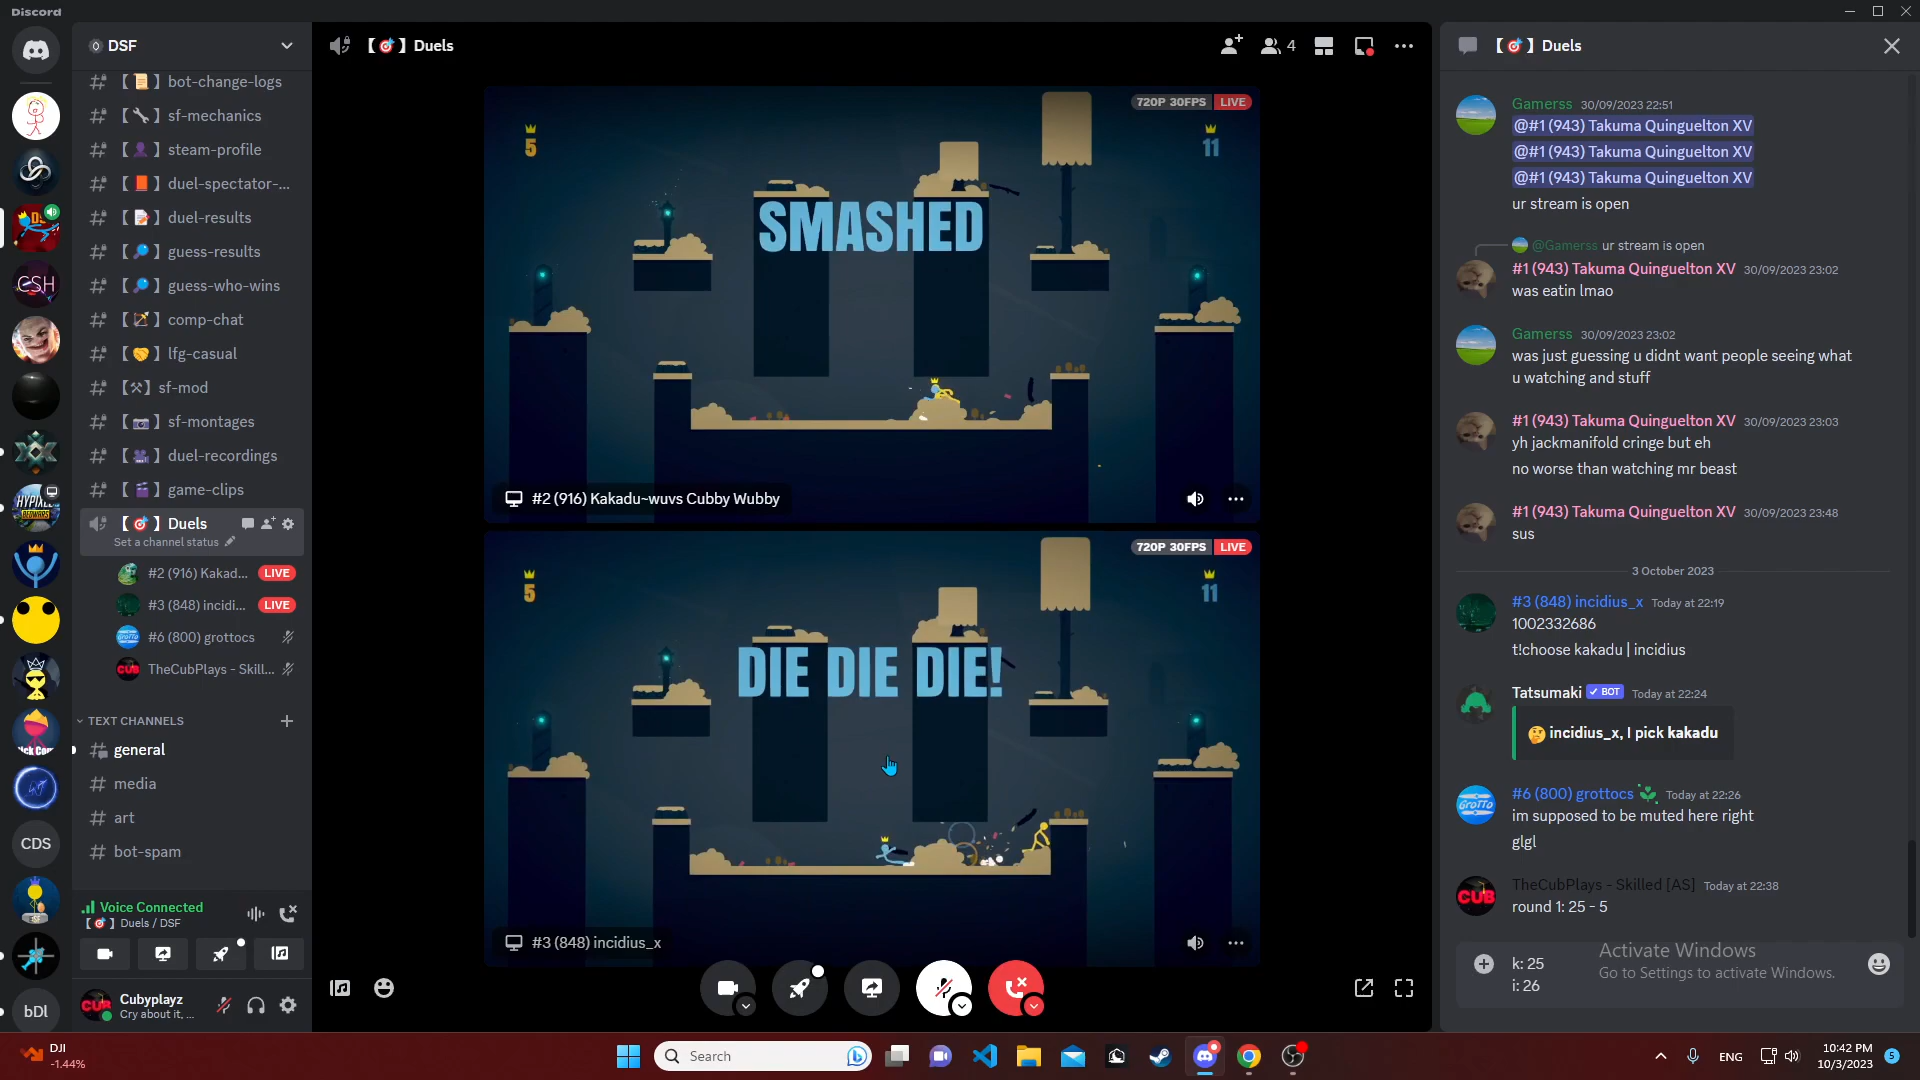 Discord
DSF
【📜】 bot-change-logs
【🔧】 sf-mechanics
【👤】 steam-profile
【📕】 duel-spectator-...
【📝】 duel-results
【🔎】 guess-results
【🔎】 guess-who-wins
【🏹】 comp-chat
【🤝】 lfg-casual
【⚒】 sf-mod
【📷】 sf-montages
【🎥】 duel-recordings
【🎬】 game-clips
【🎯】 Duels
Set a channel status
#2 (916) Kakad... LIVE
#3 (848) incidi... LIVE
#6 (800) grottocs
TheCubPlays - Skill...
TEXT CHANNELS
general
media
art
bot-spam
Voice Connected
【🎯】 Duels / DSF
Cubyplayz
Cry about it, ...
CSH
CDS
bDl
【🎯】 Duels
4
720P 30FPS LIVE
5
11
SMASHED
#2 (916) Kakadu~wuvs Cubby Wubby
720P 30FPS LIVE
5
11
DIE DIE DIE!
#3 (848) incidius_x
【🎯】 Duels
Gamerss 30/09/2023 22:51
@#1 (943) Takuma Quinguelton XV
@#1 (943) Takuma Quinguelton XV
@#1 (943) Takuma Quinguelton XV
ur stream is open
@Gamerss ur stream is open
#1 (943) Takuma Quinguelton XV 30/09/2023 23:02
was eatin lmao
Gamerss 30/09/2023 23:02
was just guessing u didnt want people seeing what
u watching and stuff
#1 (943) Takuma Quinguelton XV 30/09/2023 23:03
yh jackmanifold cringe but eh
no worse than watching mr beast
#1 (943) Takuma Quinguelton XV 30/09/2023 23:48
sus
3 October 2023
#3 (848) incidius_x Today at 22:19
1002332686
t!choose kakadu | incidius
Tatsumaki ✓ BOT Today at 22:24
🤔 incidius_x, I pick kakadu
#6 (800) grottocs Today at 22:26
im supposed to be muted here right
glgl
TheCubPlays - Skilled [AS] Today at 22:38
round 1: 25 - 5
k: 25
i: 26
Activate Windows
Go to Settings to activate Windows.
DJI
-1.44%
Search
ENG
10:42 PM
10/3/2023
5